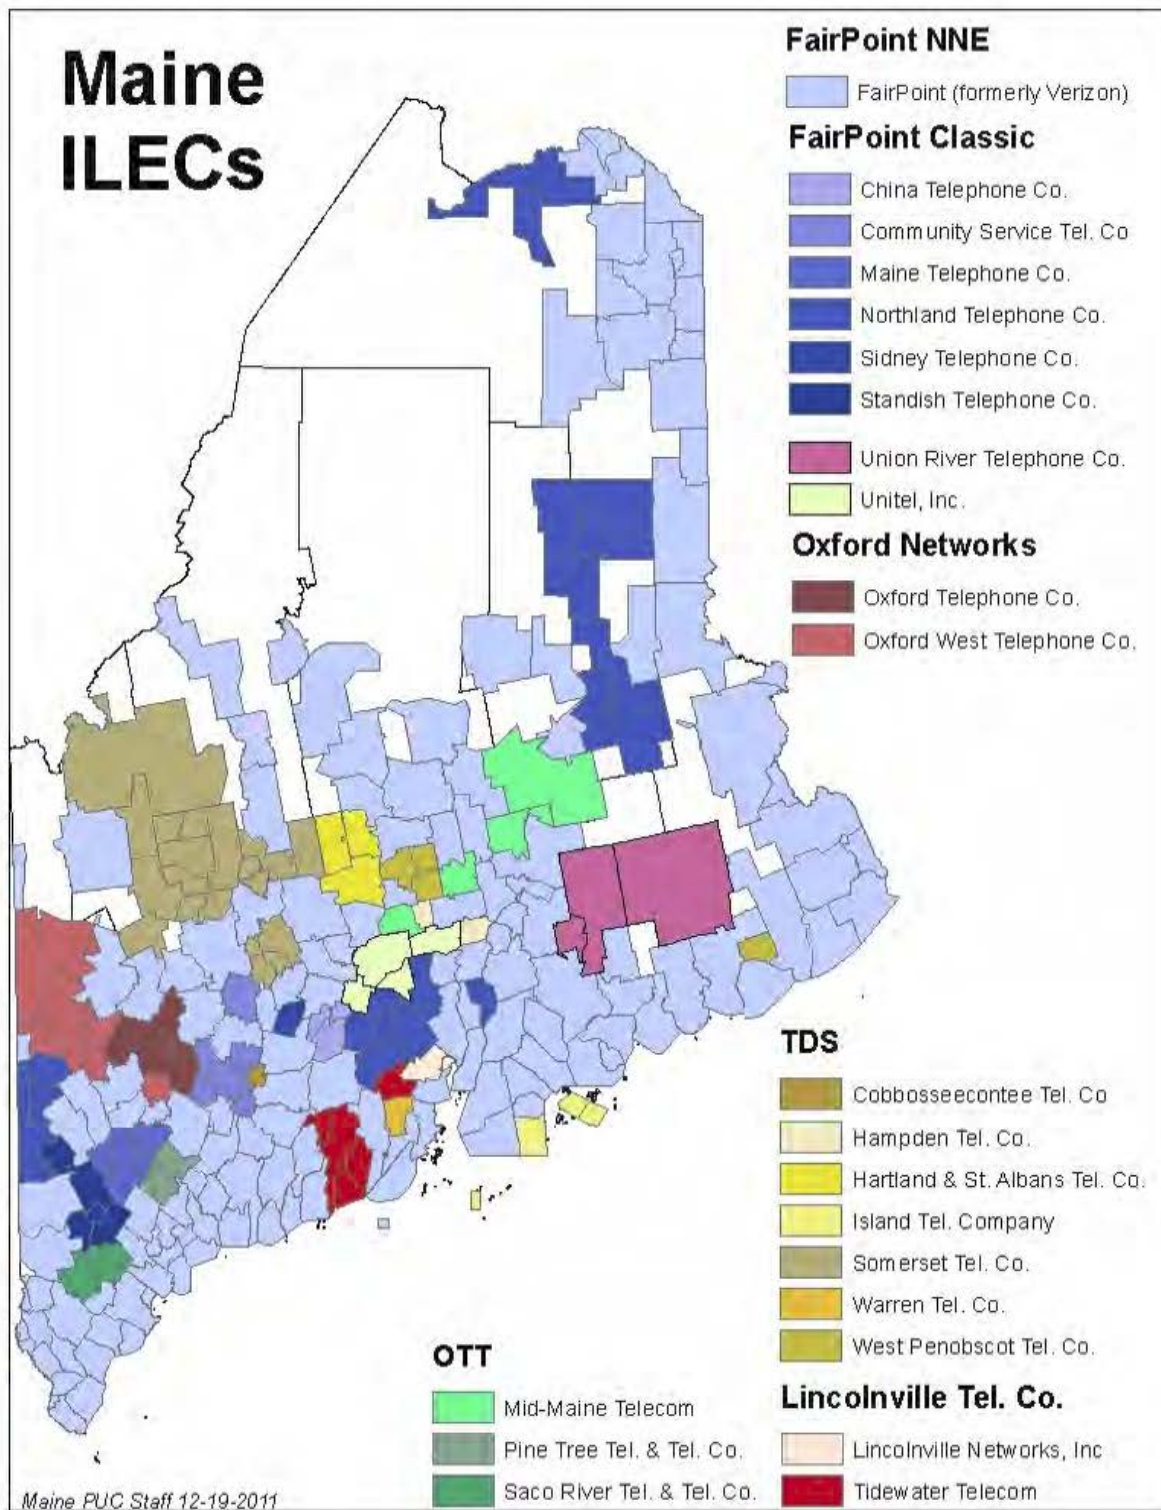 Maine
ILECs
FairPoint NNE
FairPoint (formerly Verizon)
FairPoint Classic
China Telephone Co.
Community Service Tel. Co
Maine Telephone Co.
Northland Telephone Co.
Sidney Telephone Co.
Standish Telephone Co.
Union River Telephone Co.
Unitel, Inc.
Oxford Networks
Oxford Telephone Co.
Oxford West Telephone Co.
TDS
Cobbosseecontee Tel. Co
Hampden Tel. Co.
Hartland & St. Albans Tel. Co.
Island Tel. Company
Somerset Tel. Co.
Warren Tel. Co.
West Penobscot Tel. Co.
OTT
Mid-Maine Telecom
Pine Tree Tel. & Tel. Co.
Saco River Tel. & Tel. Co.
Lincolnville Tel. Co.
Lincolnville Networks, Inc
Tidewater Telecom
Maine PUC Staff 12-19-2011